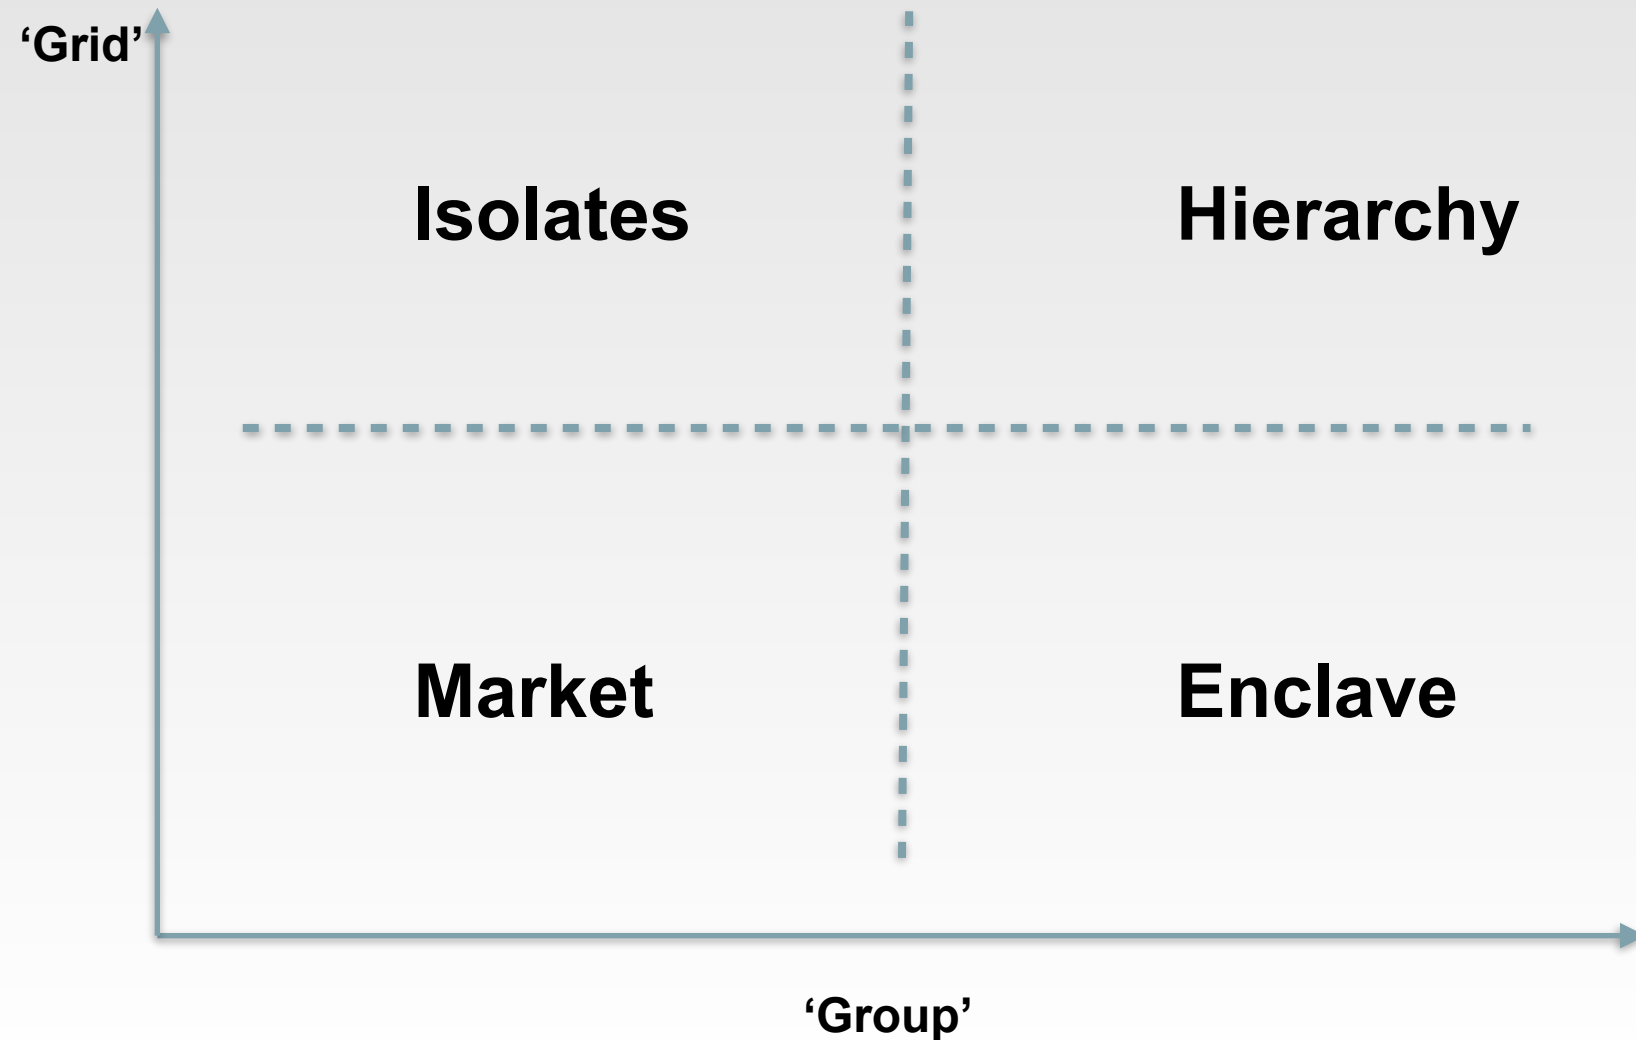 ‘Grid’
Isolates
Hierarchy
Market
Enclave
‘Group’